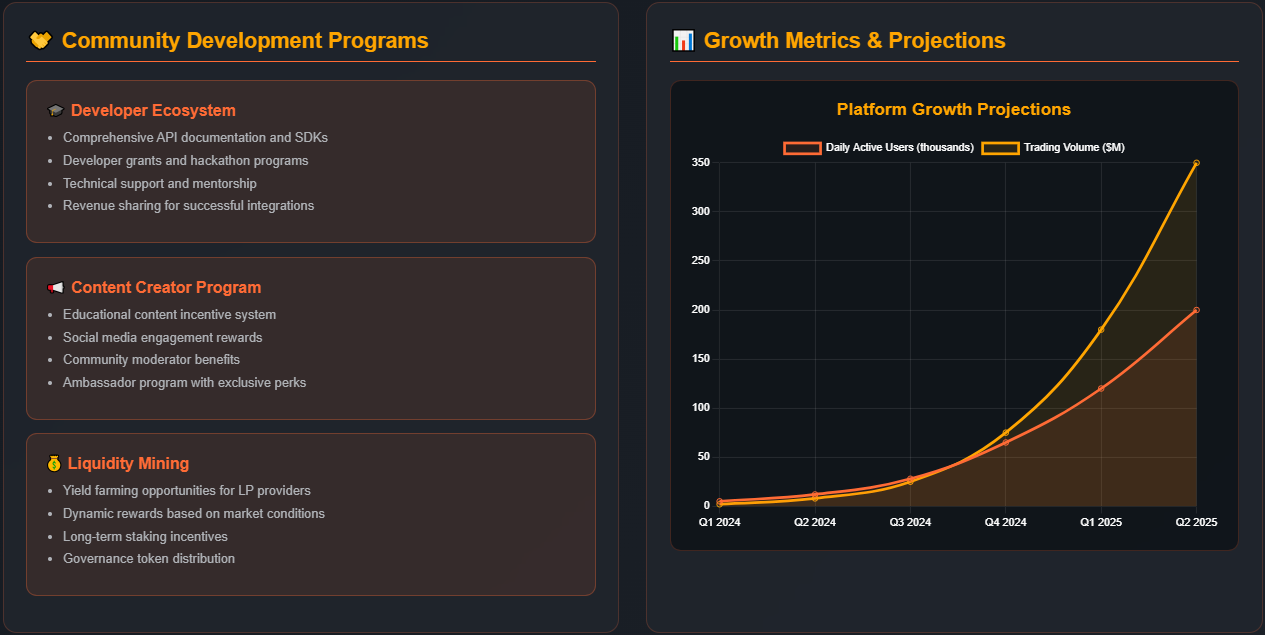 Community Development Programs
Developer Ecosystem
Comprehensive API documentation and SDKs
Developer grants and hackathon programs
Technical support and mentorship
Revenue sharing for successful integrations
Content Creator Program
Educational content incentive system
Social media engagement rewards
Community moderator benefits
Ambassador program with exclusive perks
Liquidity Mining
Yield farming opportunities for LP providers
Dynamic rewards based on market conditions
Long-term staking incentives
Governance token distribution
Growth Metrics & Projections
Platform Growth Projections
Daily Active Users (thousands) Trading Volume ($M)
350
300
250
200
150
100
50
0
Q1 2024 Q2 2024 Q3 2024 Q4 2024 Q1 2025 Q2 2025